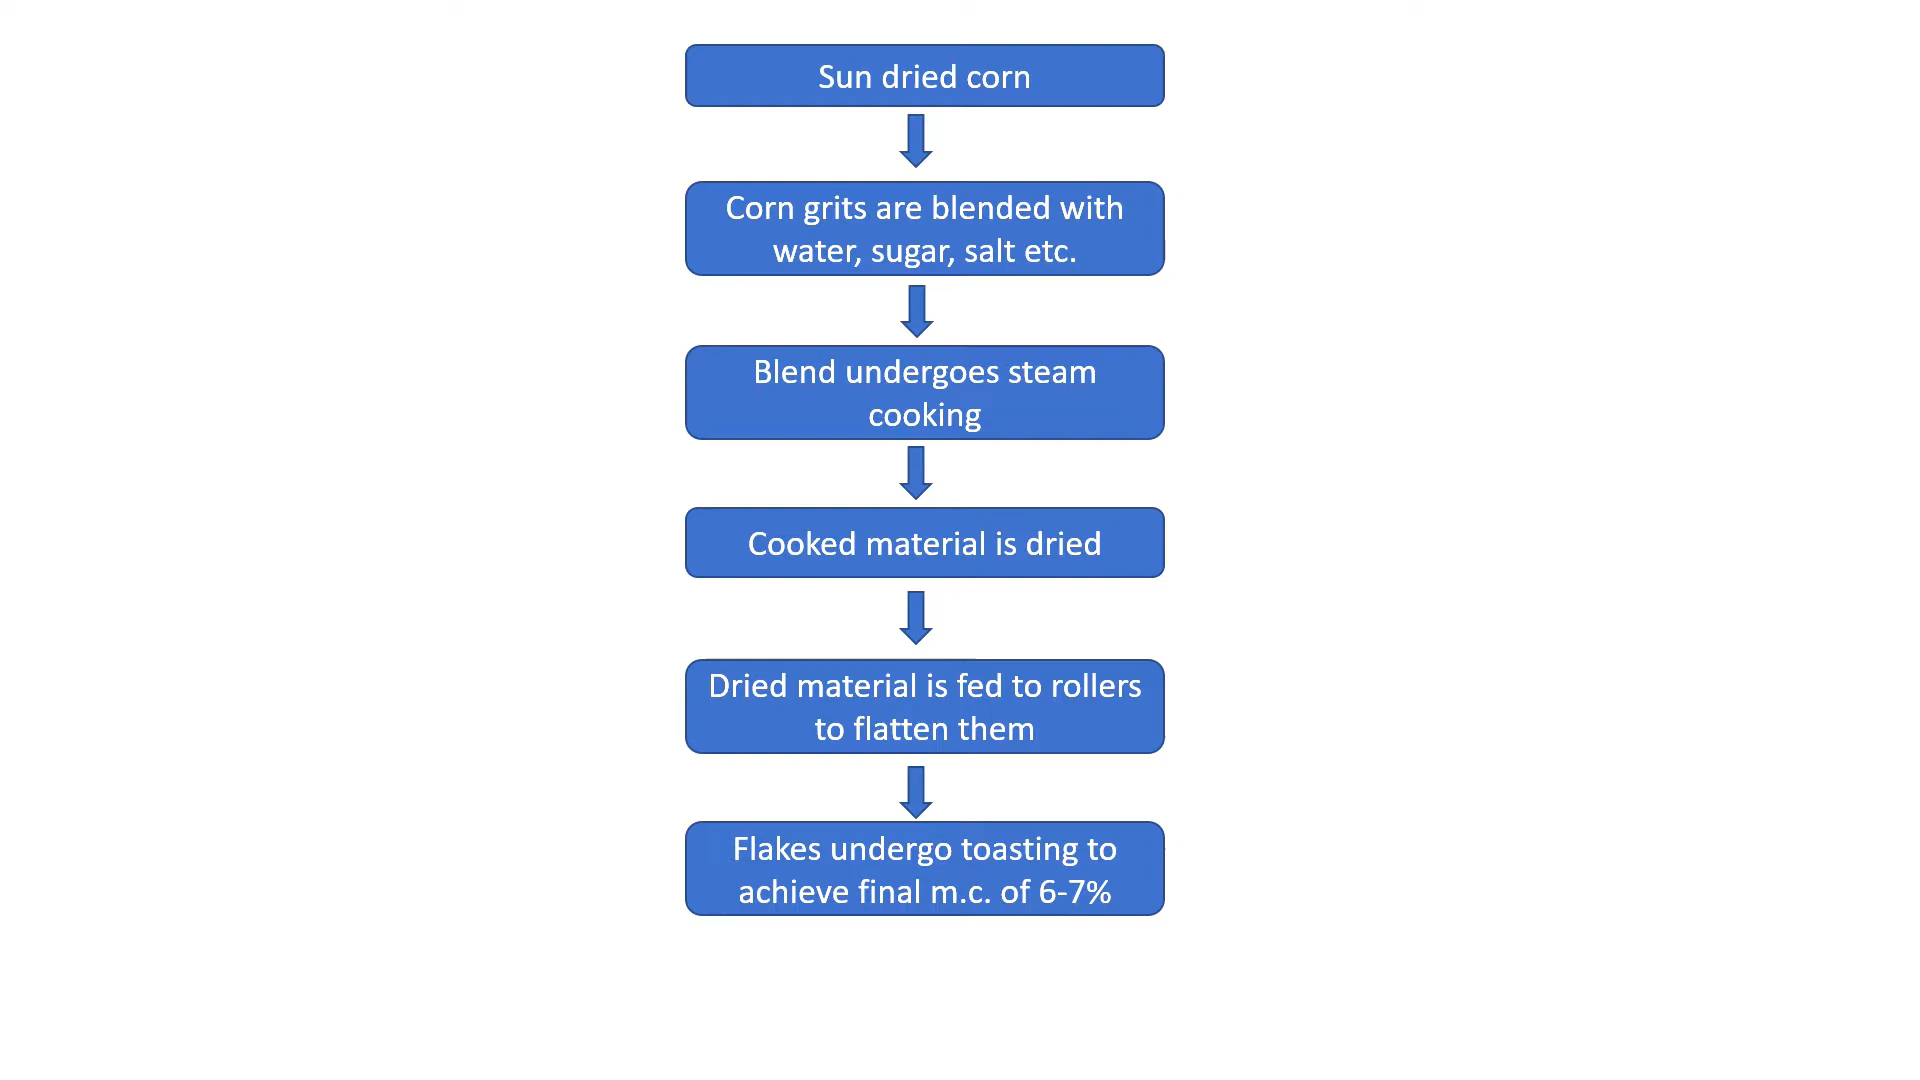 Sun dried corn
Corn grits are blended with
water, sugar, salt etc.
Blend undergoes steam
cooking
Cooked material is dried
Dried material is fed to rollers
to flatten them
Flakes undergo toasting to
achieve final m.c. of 6-7%